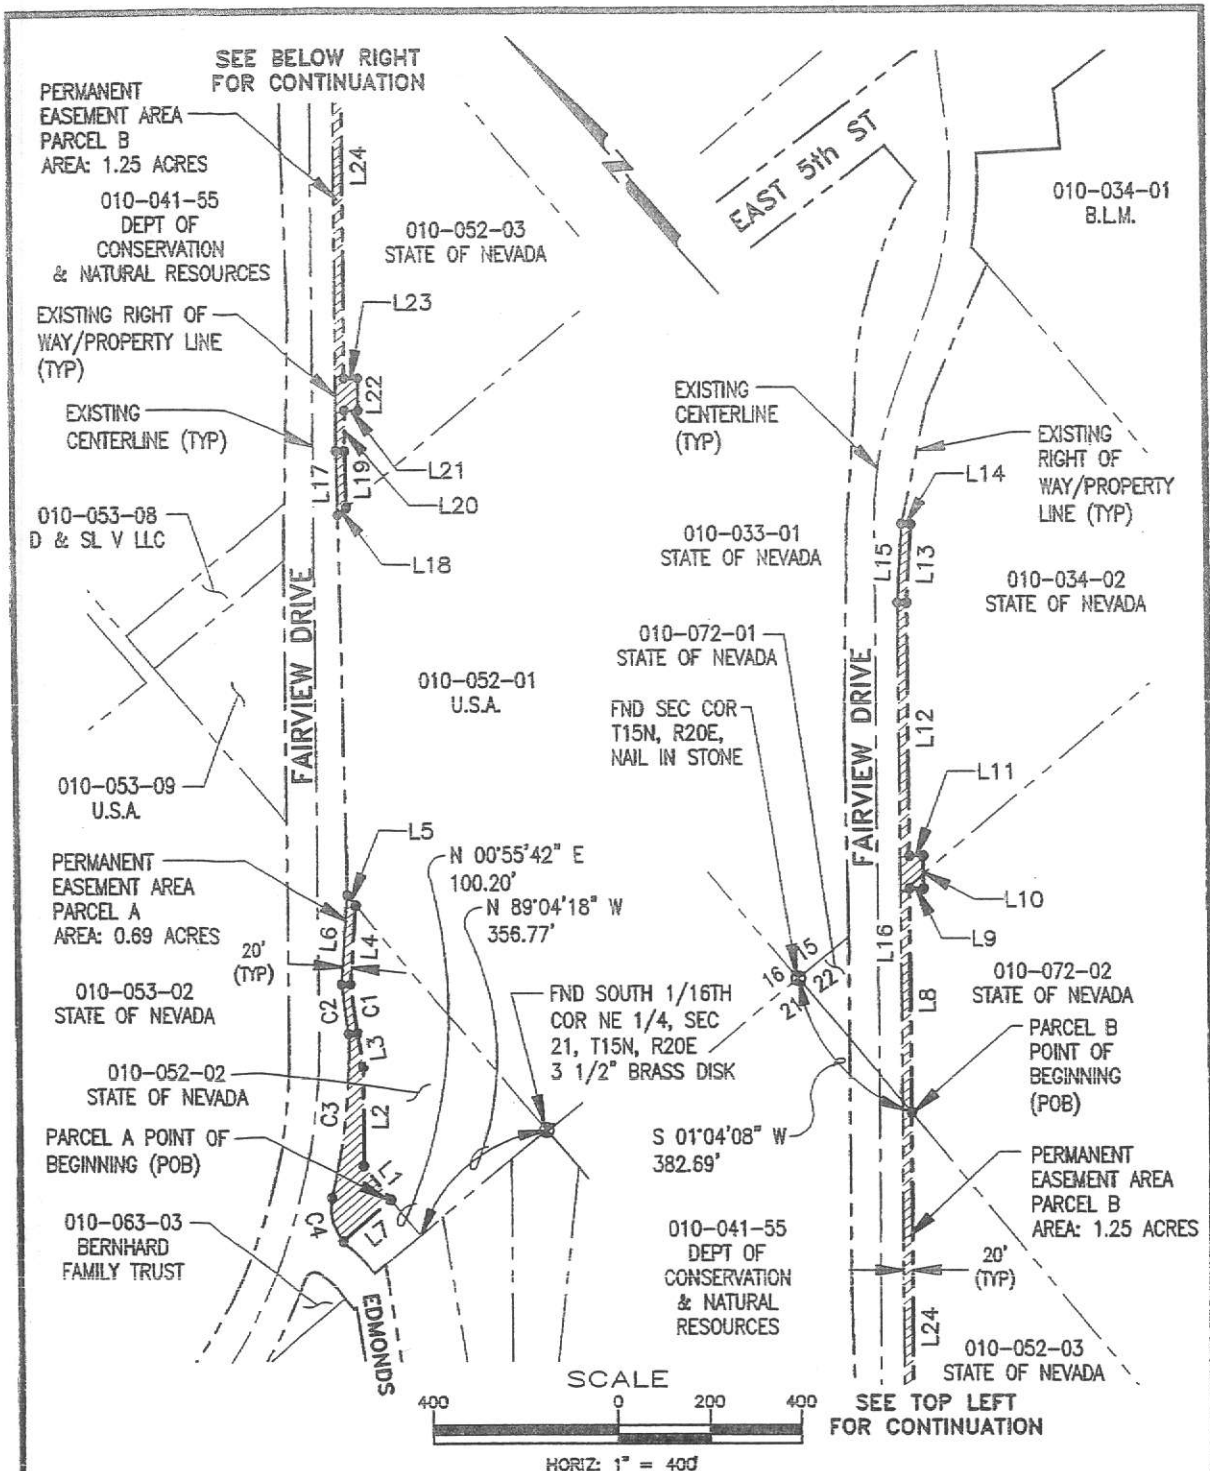 SEE BELOW RIGHT
FOR CONTINUATION
PERMANENT
EASEMENT AREA
PARCEL B
AREA: 1.25 ACRES
L24
010-041-55
DEPT OF
CONSERVATION
& NATURAL RESOURCES
010-052-03
STATE OF NEVADA
L23
EXISTING RIGHT OF
WAY/PROPERTY LINE
(TYP)
L22
EXISTING
CENTERLINE (TYP)
L21
L17
L19
L20
010-053-08
D & SL V LLC
L18
FAIRVIEW DRIVE
010-052-01
U.S.A.
010-053-09
U.S.A.
L5
N 00°55'42" E
100.20'
N 89°04'18" W
356.77'
PERMANENT
EASEMENT AREA
PARCEL A
AREA: 0.69 ACRES
L6
L4
20'
(TYP)
010-053-02
STATE OF NEVADA
C2
C1
FND SOUTH 1/16TH
COR NE 1/4, SEC
21, T15N, R20E
3 1/2" BRASS DISK
L3
010-052-02
STATE OF NEVADA
C3
L2
PARCEL A POINT OF
BEGINNING (POB)
L1
C4
L7
010-063-03
BERNHARD
FAMILY TRUST
EDMONDS
EAST 5th ST
010-034-01
B.L.M.
EXISTING
CENTERLINE
(TYP)
EXISTING
RIGHT OF
WAY/PROPERTY
LINE (TYP)
L14
010-033-01
STATE OF NEVADA
L15
L13
010-034-02
STATE OF NEVADA
010-072-01
STATE OF NEVADA
FND SEC COR
T15N, R20E,
NAIL IN STONE
FAIRVIEW DRIVE
L12
L11
L10
L9
16
15
21
22
L16
L8
010-072-02
STATE OF NEVADA
PARCEL B
POINT OF
BEGINNING
(POB)
S 01°04'08" W
382.69'
PERMANENT
EASEMENT AREA
PARCEL B
AREA: 1.25 ACRES
010-041-55
DEPT OF
CONSERVATION
& NATURAL
RESOURCES
20'
(TYP)
L24
010-052-03
STATE OF NEVADA
SEE TOP LEFT
FOR CONTINUATION
SCALE
400 0 200 400
HORIZ: 1" = 400'